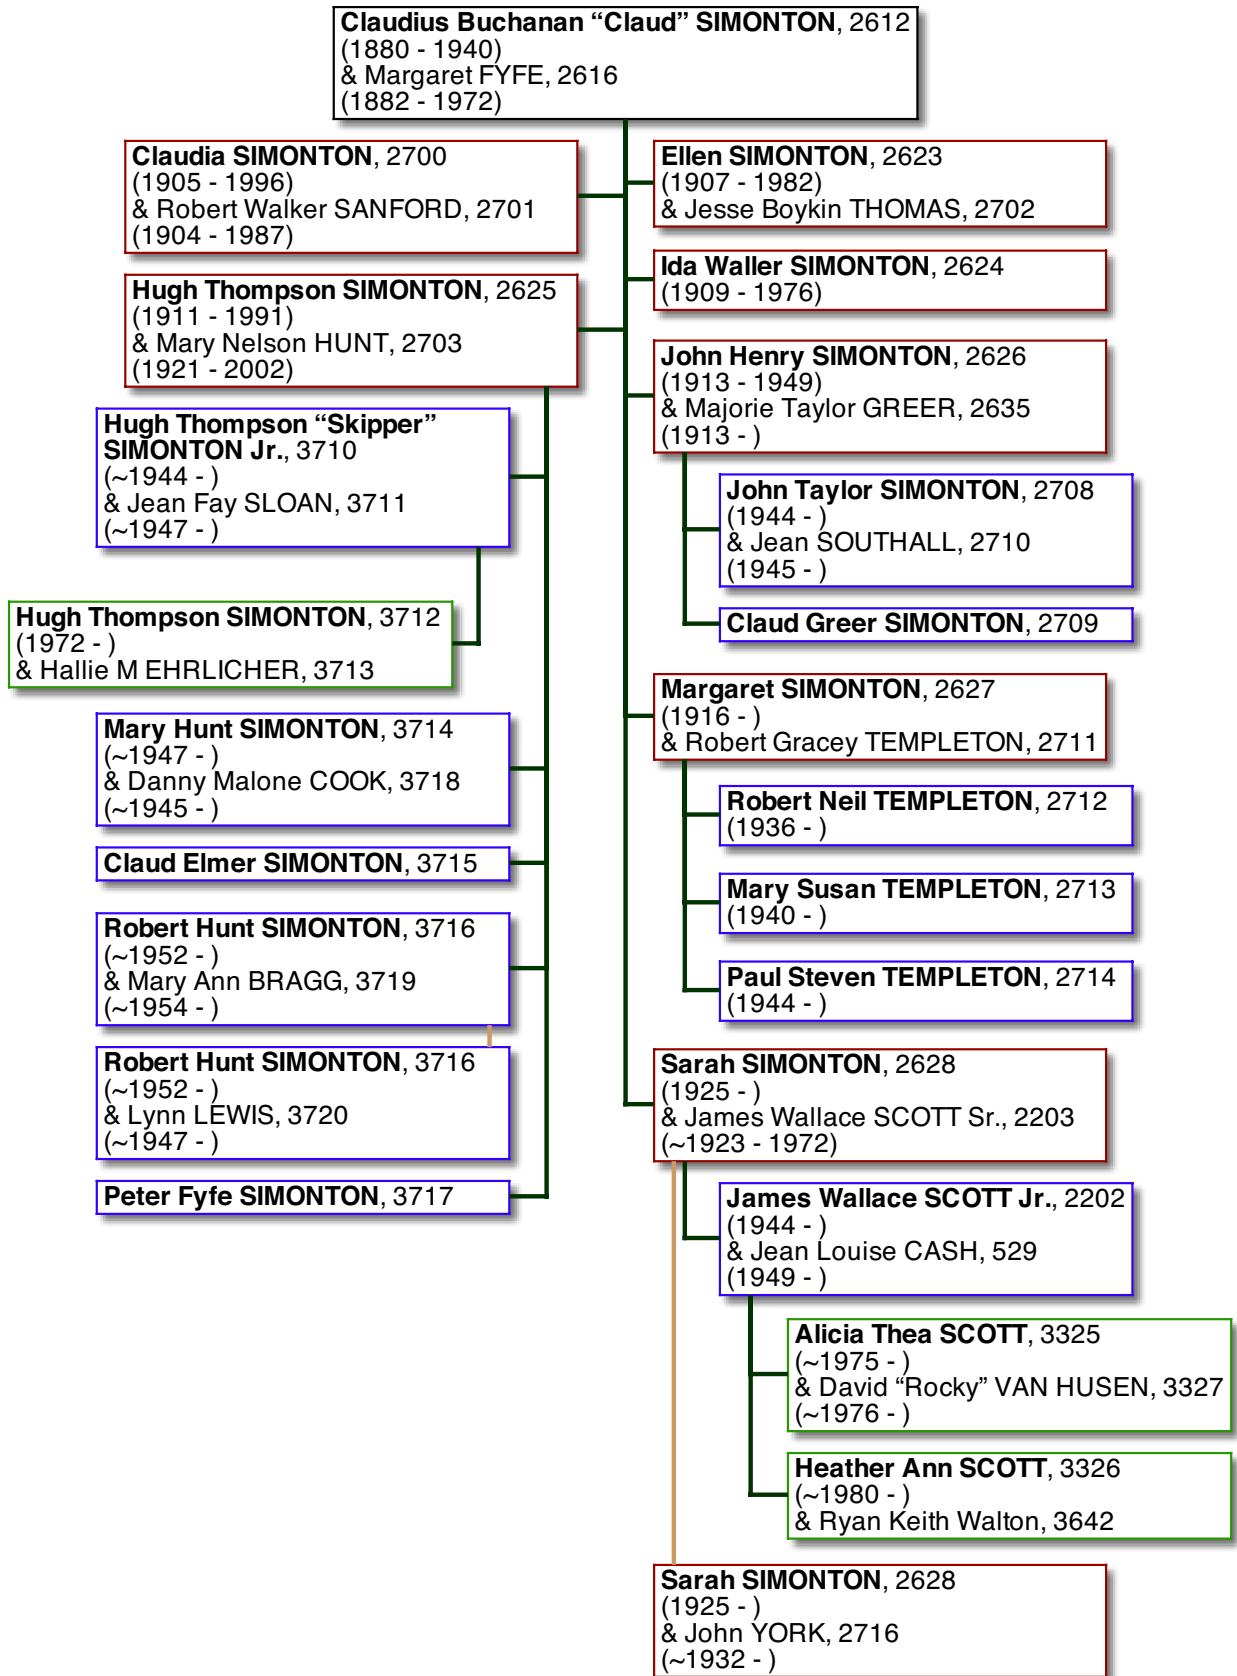 Claudius Buchanan “Claud” SIMONTON, 2612
(1880 - 1940)
& Margaret FYFE, 2616
(1882 - 1972)
Claudia SIMONTON, 2700
(1905 - 1996)
& Robert Walker SANFORD, 2701
(1904 - 1987)
Hugh Thompson SIMONTON, 2625
(1911 - 1991)
& Mary Nelson HUNT, 2703
(1921 - 2002)
Hugh Thompson “Skipper”
SIMONTON Jr., 3710
(~1944 - )
& Jean Fay SLOAN, 3711
(~1947 - )
Hugh Thompson SIMONTON, 3712
(1972 - )
& Hallie M EHRLICHER, 3713
Mary Hunt SIMONTON, 3714
(~1947 - )
& Danny Malone COOK, 3718
(~1945 - )
Claud Elmer SIMONTON, 3715
Robert Hunt SIMONTON, 3716
(~1952 - )
& Mary Ann BRAGG, 3719
(~1954 - )
Robert Hunt SIMONTON, 3716
(~1952 - )
& Lynn LEWIS, 3720
(~1947 - )
Peter Fyfe SIMONTON, 3717
Ellen SIMONTON, 2623
(1907 - 1982)
& Jesse Boykin THOMAS, 2702
Ida Waller SIMONTON, 2624
(1909 - 1976)
John Henry SIMONTON, 2626
(1913 - 1949)
& Majorie Taylor GREER, 2635
(1913 - )
John Taylor SIMONTON, 2708
(1944 - )
& Jean SOUTHALL, 2710
(1945 - )
Claud Greer SIMONTON, 2709
Margaret SIMONTON, 2627
(1916 - )
& Robert Gracey TEMPLETON, 2711
Robert Neil TEMPLETON, 2712
(1936 - )
Mary Susan TEMPLETON, 2713
(1940 - )
Paul Steven TEMPLETON, 2714
(1944 - )
Sarah SIMONTON, 2628
(1925 - )
& James Wallace SCOTT Sr., 2203
(~1923 - 1972)
James Wallace SCOTT Jr., 2202
(1944 - )
& Jean Louise CASH, 529
(1949 - )
Alicia Thea SCOTT, 3325
(~1975 - )
& David “Rocky” VAN HUSEN, 3327
(~1976 - )
Heather Ann SCOTT, 3326
(~1980 - )
& Ryan Keith Walton, 3642
Sarah SIMONTON, 2628
(1925 - )
& John YORK, 2716
(~1932 - )